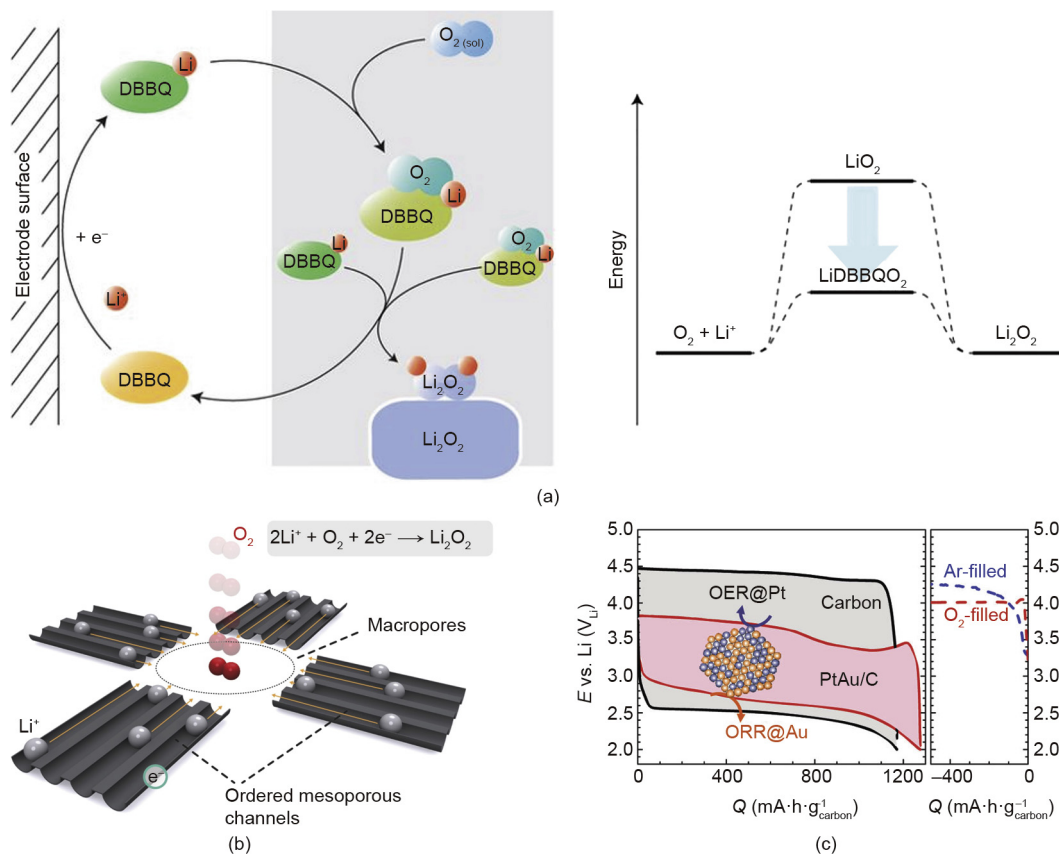 O₂ (sol)
Li
DBBQ
O₂
Li
DBBQ
Electrode surface
+ e⁻
Li⁺
DBBQ
Li
DBBQ
O₂
Li
DBBQ
Li₂O₂
Li₂O₂
Energy
LiO₂
LiDBBQO₂
O₂ + Li⁺
Li₂O₂
(a)
O₂
2Li⁺ + O₂ + 2e⁻ → Li₂O₂
Macropores
Li⁺
e⁻
Ordered mesoporous
channels
(b)
E vs. Li (V_Li)
5.0
4.5
4.0
3.5
3.0
2.5
2.0
OER@Pt
Carbon
PtAu/C
ORR@Au
0
400
800
1200
Q (mA·h·g⁻¹carbon)
Ar-filled
O₂-filled
5.0
4.5
4.0
3.5
3.0
2.5
2.0
−400
0
Q (mA·h·g⁻¹carbon)
(c)